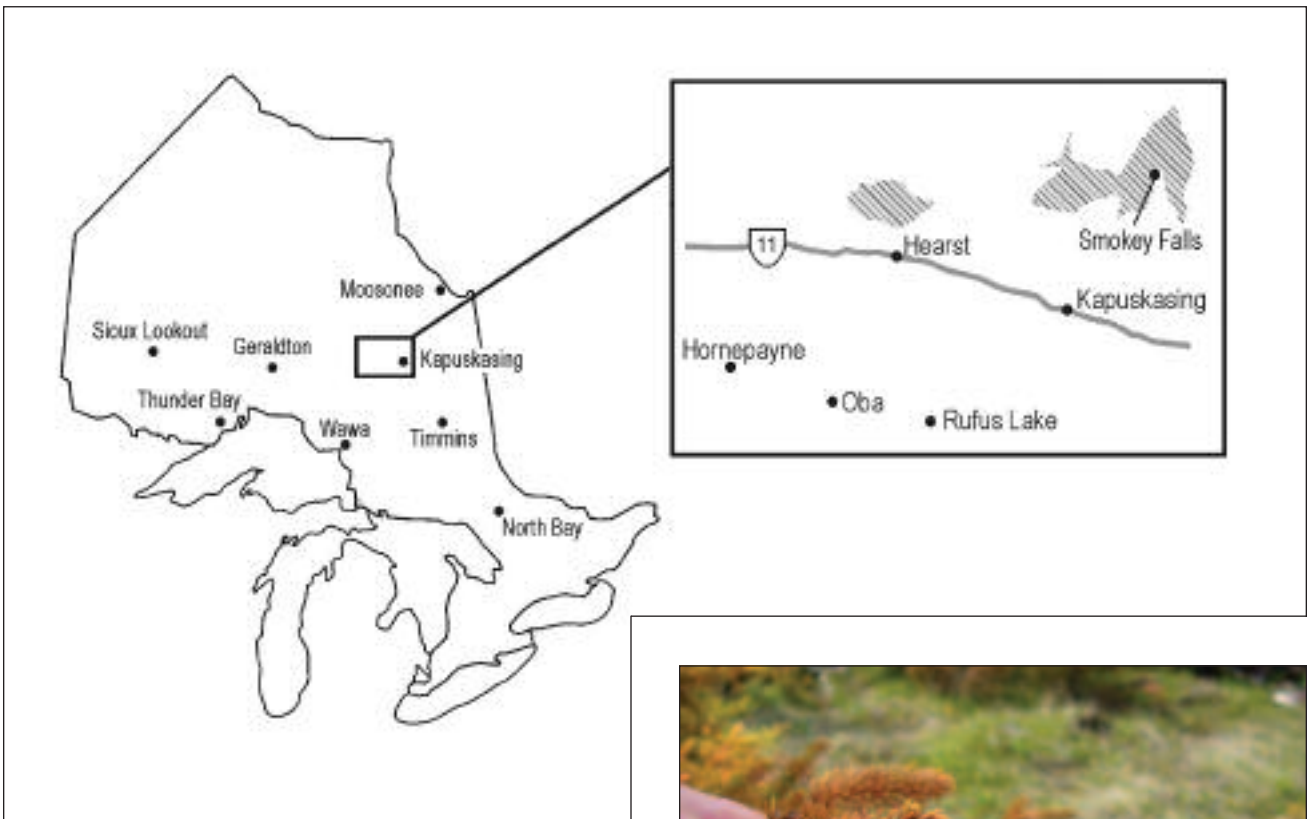 Moosonee
Sioux Lookout
Geraldton
Kapuskasing
Thunder Bay
Wawa
Timmins
North Bay
11
Hearst
Smokey Falls
Kapuskasing
Hornepayne
Oba
Rufus Lake